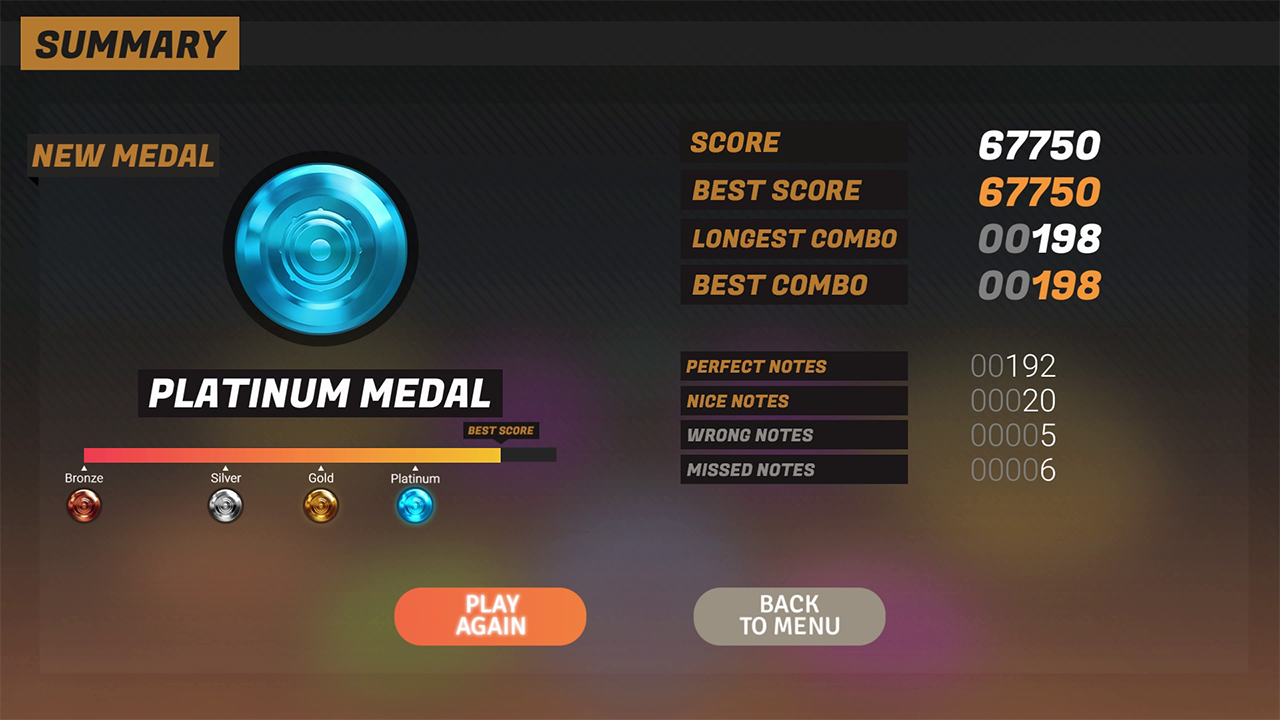 SUMMARY
NEW MEDAL
PLATINUM MEDAL
BEST SCORE
Bronze
Silver
Gold
Platinum
SCORE 67750
BEST SCORE 67750
LONGEST COMBO 00198
BEST COMBO 00198
PERFECT NOTES 00192
NICE NOTES 00020
WRONG NOTES 00005
MISSED NOTES 00006
PLAY
AGAIN
BACK
TO MENU